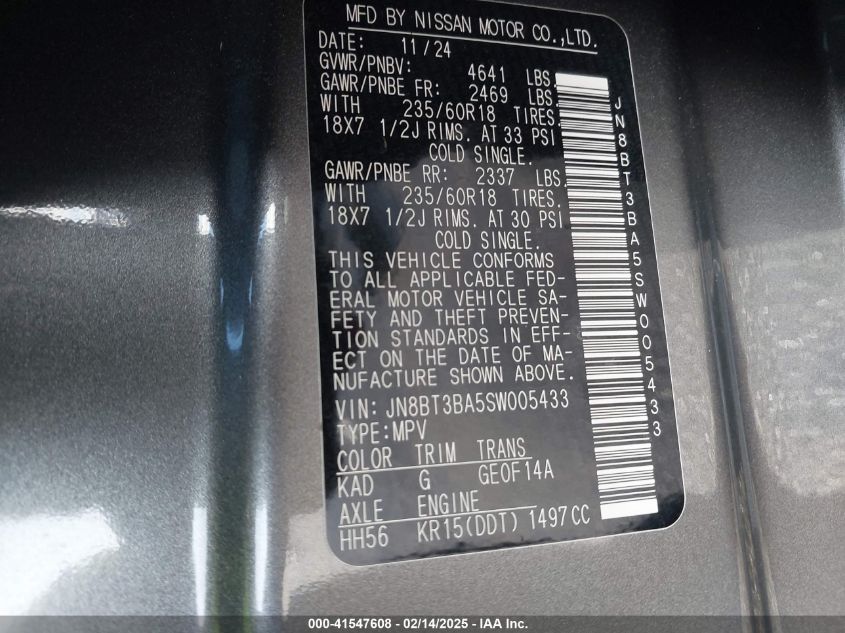 MFD BY NISSAN MOTOR CO.,LTD.
DATE: 11/24
GVWR/PNBV: 4641 LBS.
GAWR/PNBE FR: 2469 LBS.
WITH 235/60R18 TIRES.
18X7 1/2J RIMS. AT 33 PSI
COLD SINGLE.
GAWR/PNBE RR: 2337 LBS.
WITH 235/60R18 TIRES.
18X7 1/2J RIMS. AT 30 PSI
COLD SINGLE.
THIS VEHICLE CONFORMS
TO ALL APPLICABLE FED-
ERAL MOTOR VEHICLE SA-
FETY AND THEFT PREVEN-
TION STANDARDS IN EFF-
ECT ON THE DATE OF MA-
NUFACTURE SHOWN ABOVE.
VIN: JN8BT3BA5SW005433
TYPE:MPV
COLOR TRIM TRANS
KAD G GE0F14A
AXLE ENGINE
HH56 KR15(DDT) 1497CC
JN8BT3BA5SW005433
000-41547608 - 02/14/2025 - IAA Inc.